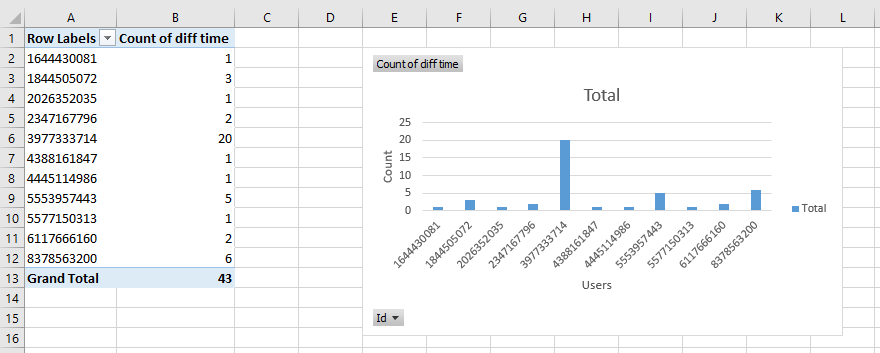 A B C D E F G H I J K L
1 Row Labels Count of diff time
2 1644430081 1
3 1844505072 3
4 2026352035 1
5 2347167796 2
6 3977333714 20
7 4388161847 1
8 4445114986 1
9 5553957443 5
10 5577150313 1
11 6117666160 2
12 8378563200 6
13 Grand Total 43
14
15
16
Count of diff time
Total
25
20
15
10
5
0
Count
1644430081
1844505072
2026352035
2347167796
3977333714
4388161847
4445114986
5553957443
5577150313
6117666160
8378563200
Users
Total
Id